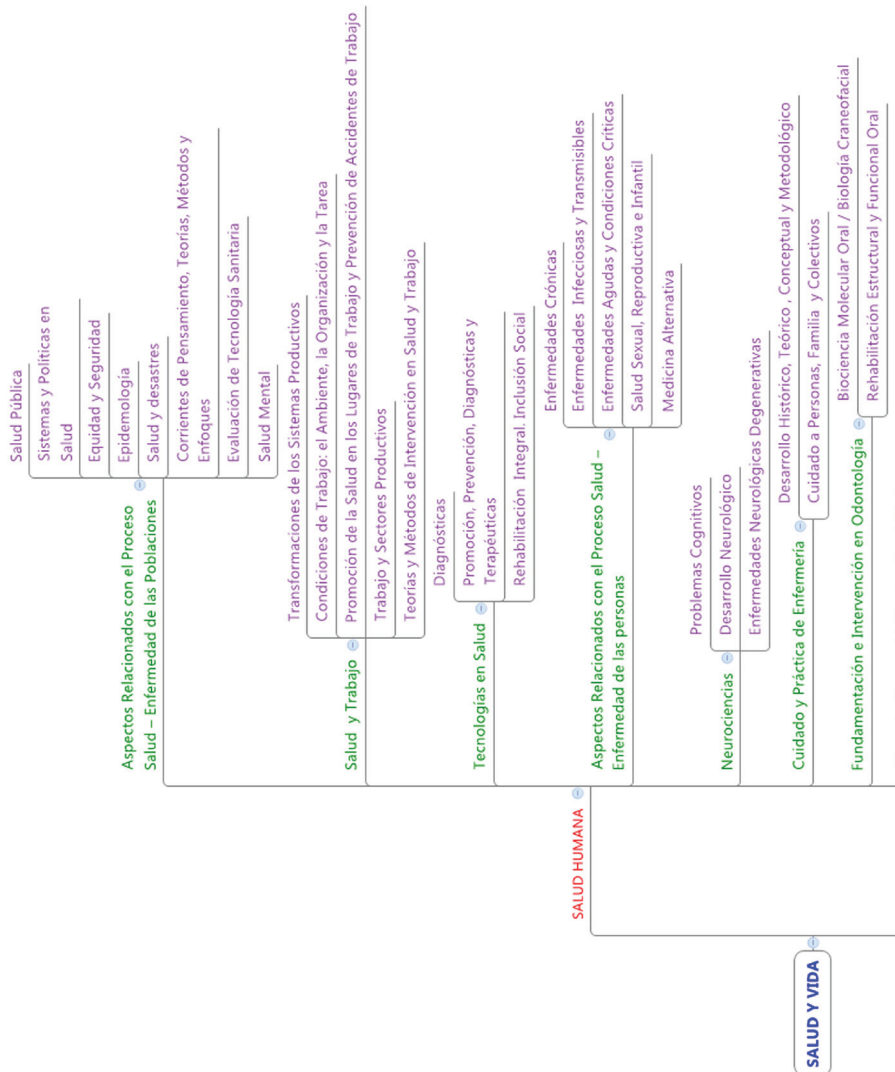 SALUD Y VIDA
SALUD HUMANA
Aspectos Relacionados con el Proceso
Salud – Enfermedad de las Poblaciones
Salud Pública
Sistemas y Políticas en
Salud
Equidad y Seguridad
Epidemología
Salud y desastres
Corrientes de Pensamiento, Teorías, Métodos y
Enfoques
Evaluación de Tecnología Sanitaria
Salud Mental
Salud y Trabajo
Transformaciones de los Sistemas Productivos
Condiciones de Trabajo: el Ambiente, la Organización y la Tarea
Promoción de la Salud en los Lugares de Trabajo y Prevención de Accidentes de Trabajo
Trabajo y Sectores Productivos
Teorías y Métodos de Intervención en Salud y Trabajo
Tecnologías en Salud
Diagnósticas
Promoción, Prevención, Diagnósticas y
Terapéuticas
Rehabilitación Integral. Inclusión Social
Aspectos Relacionados con el Proceso Salud –
Enfermedad de las personas
Enfermedades Crónicas
Enfermedades Infecciosas y Transmisibles
Enfermedades Agudas y Condiciones Críticas
Salud Sexual, Reproductiva e Infantil
Medicina Alternativa
Neurociencias
Problemas Cognitivos
Desarrollo Neurológico
Enfermedades Neurológicas Degenerativas
Cuidado y Práctica de Enfermería
Desarrollo Histórico, Teórico , Conceptual y Metodológico
Cuidado a Personas, Familia y Colectivos
Fundamentación e Intervención en Odontología
Biociencia Molecular Oral / Biología Craneofacial
Rehabilitación Estructural y Funcional Oral